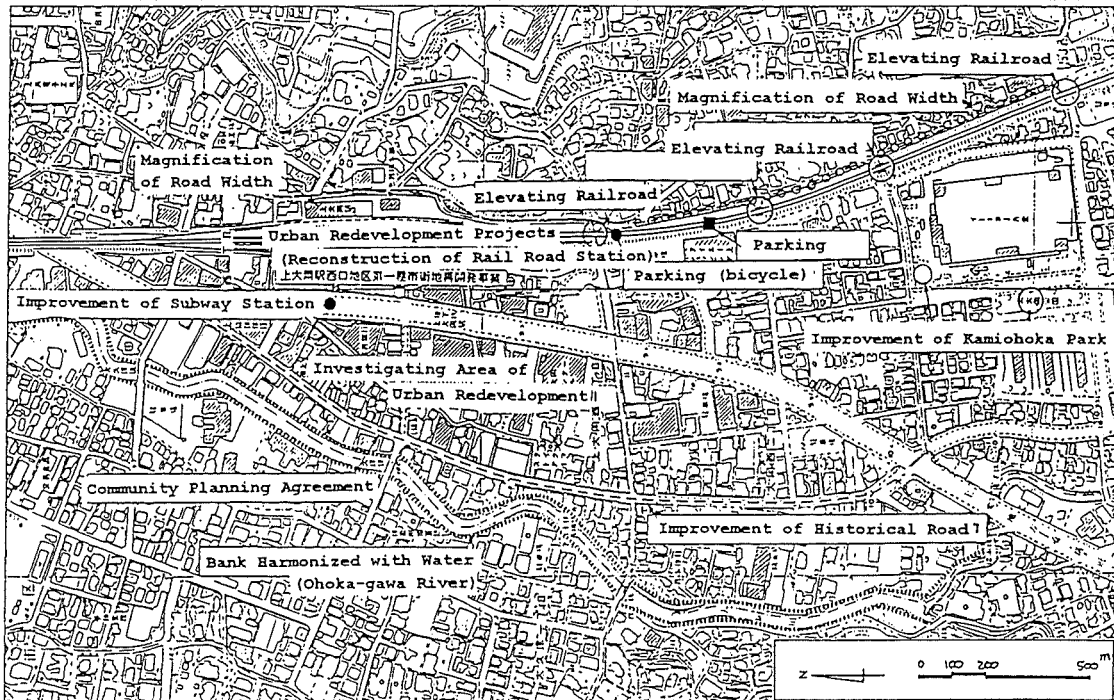 Elevating Railroad
Magnification of Road Width
Elevating Railroad
Magnification
of Road Width
Elevating Railroad
Urban Redevelopment Projects
(Reconstruction of Rail Road Station)
Parking
Parking (bicycle)
Improvement of Subway Station
Improvement of Kamiohoka Park
Investigating Area of
Urban Redevelopment
Community Planning Agreement
Improvement of Historical Road
Bank Harmonized with Water
(Ohoka-gawa River)
Z
0 100 200 500 m